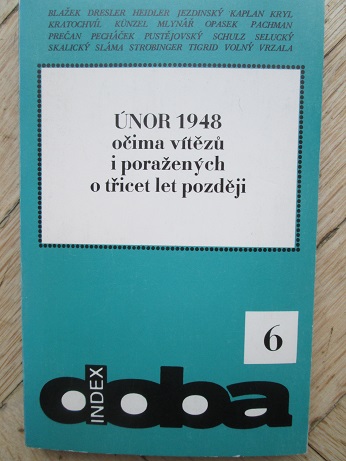 BLAŽEK DRESLER HEJDLER JEZDINSKÝ KAPLAN KRYL
KRATOCHVÍL KÜNZEL MLYNÁŘ OPASEK PACHMAN
PREČAN PECHÁČEK PUSTĚJOVSKÝ SCHULZ SELUCKÝ
SKALICKÝ SLÁMA STROBINGER TIGRID VOLNÝ VRZALA
ÚNOR 1948
očima vítězů
i poražených
o třicet let později
6
INDEX
doba